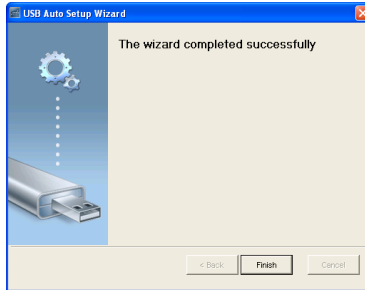 USB Auto Setup Wizard
The wizard completed successfully
< Back
Finish
Cancel